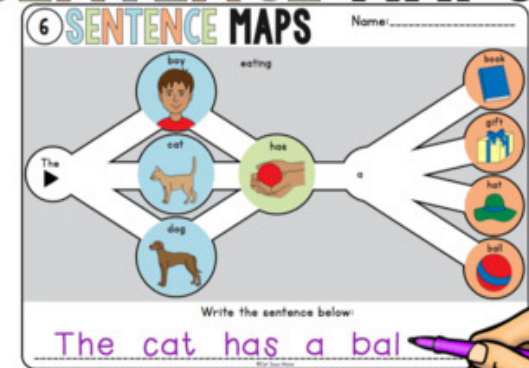 6 SENTENCE MAPS Name:
boy eating book
gift
The cat has a
hat
dog ball
Write the sentence below:
The cat has a bal